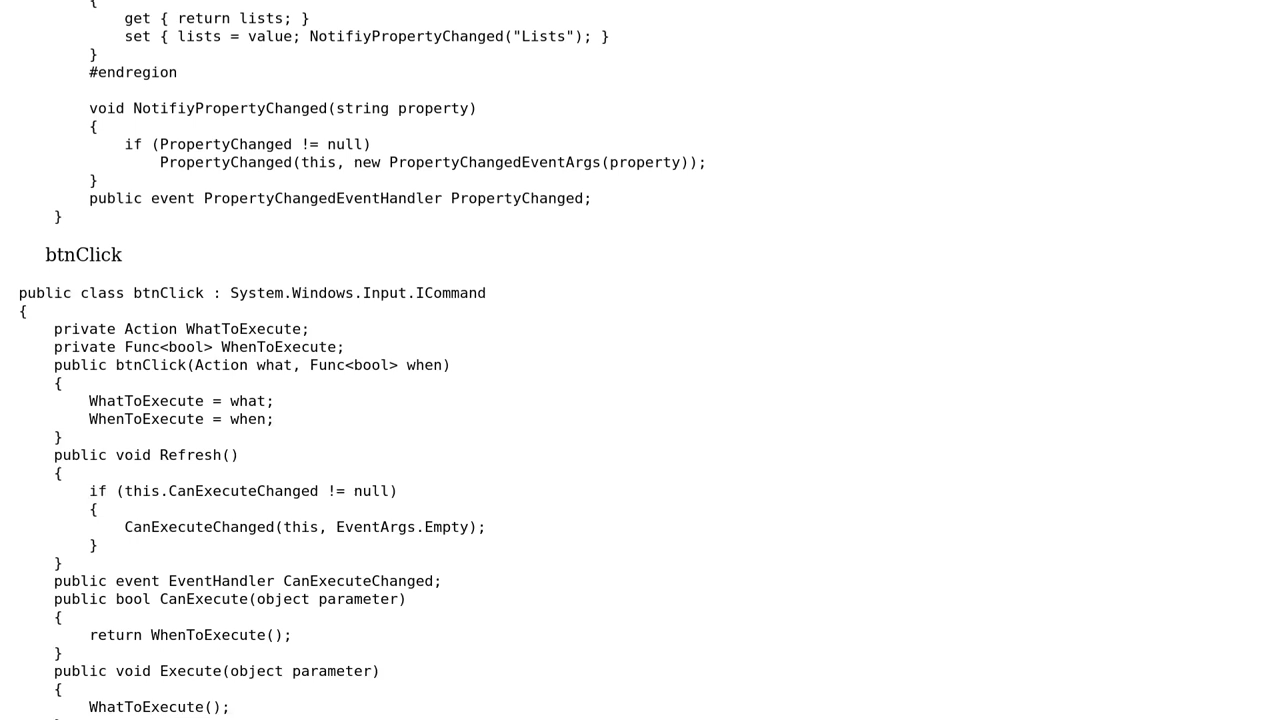 {
get { return lists; }
set { lists = value; NotifiyPropertyChanged("Lists"); }
}
#endregion
void NotifiyPropertyChanged(string property)
{
if (PropertyChanged != null)
PropertyChanged(this, new PropertyChangedEventArgs(property));
}
public event PropertyChangedEventHandler PropertyChanged;
}
btnClick
public class btnClick : System.Windows.Input.ICommand
{
private Action WhatToExecute;
private Func<bool> WhenToExecute;
public btnClick(Action what, Func<bool> when)
{
WhatToExecute = what;
WhenToExecute = when;
}
public void Refresh()
{
if (this.CanExecuteChanged != null)
{
CanExecuteChanged(this, EventArgs.Empty);
}
}
public event EventHandler CanExecuteChanged;
public bool CanExecute(object parameter)
{
return WhenToExecute();
}
public void Execute(object parameter)
{
WhatToExecute();